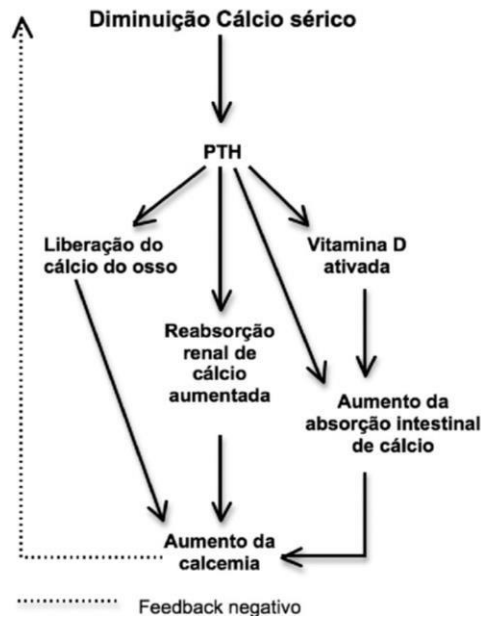 Diminuição Cálcio sérico
PTH
Liberação do
cálcio do osso
Vitamina D
ativada
Reabsorção
renal de
cálcio
aumentada
Aumento da
absorção intestinal
de cálcio
Aumento da
calcemia
Feedback negativo